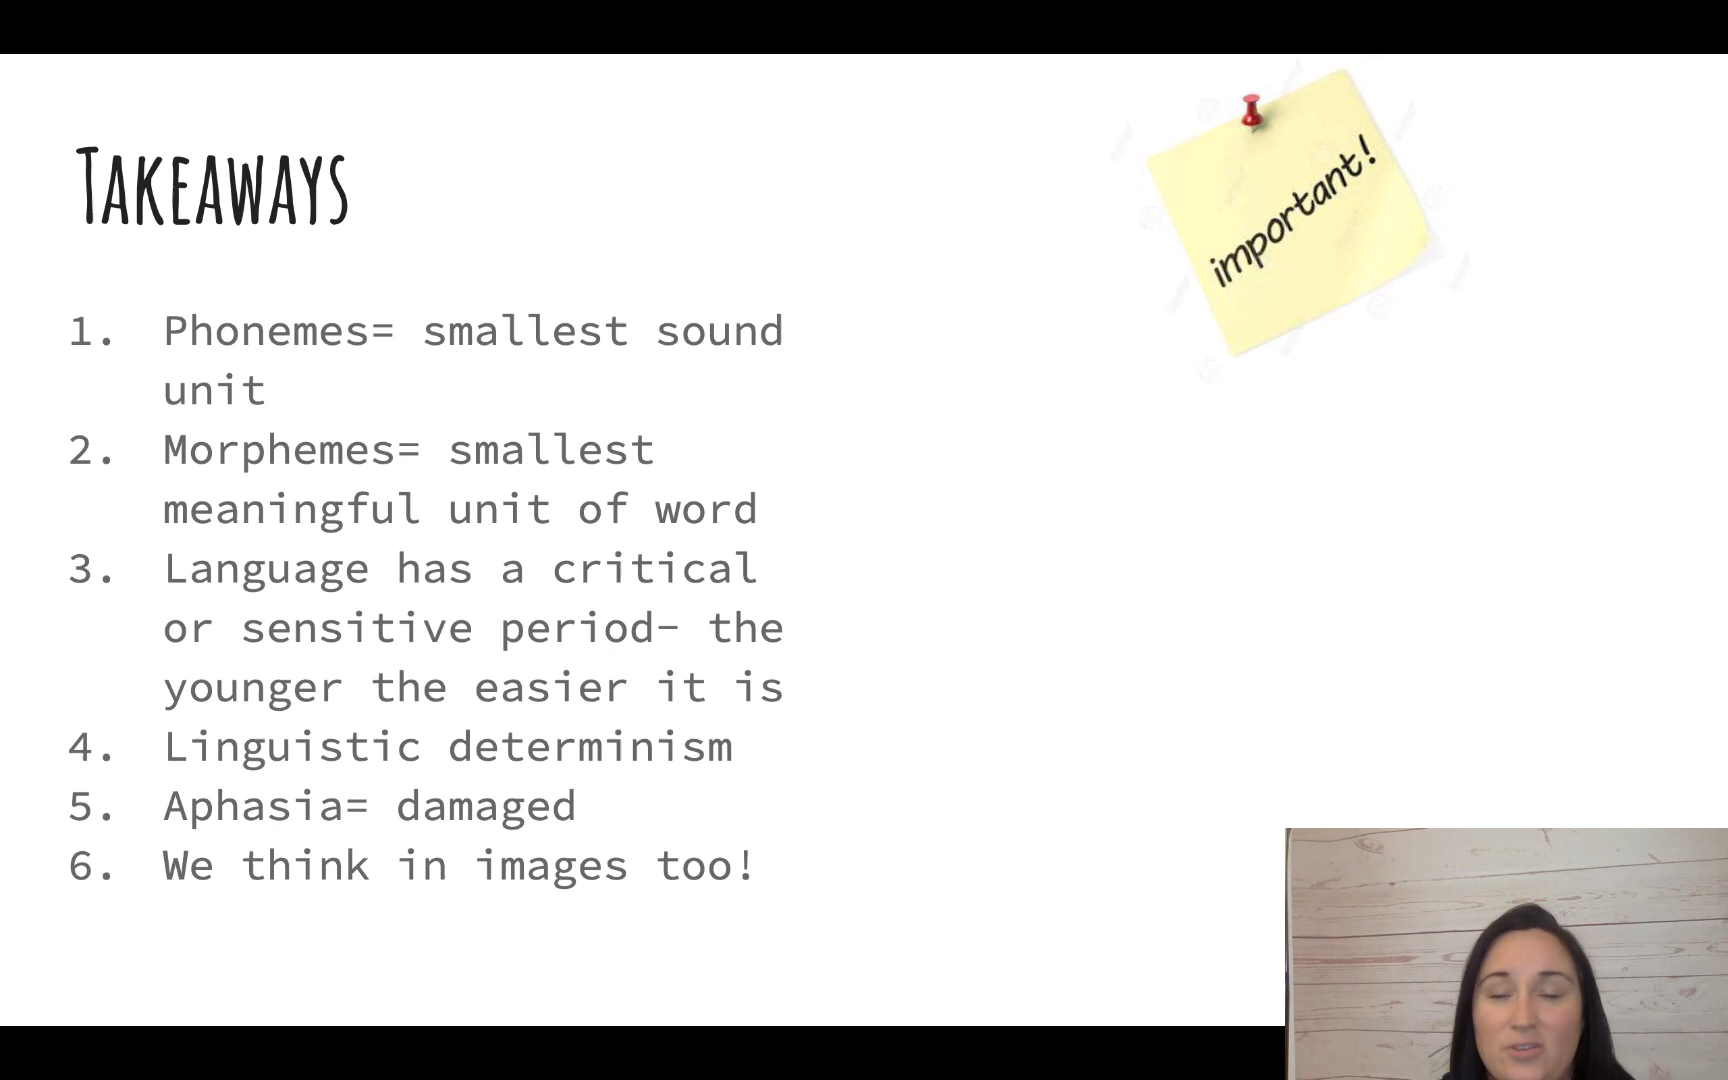 TAKEAWAYS
important!
1. Phonemes= smallest sound
unit
2. Morphemes= smallest
meaningful unit of word
3. Language has a critical
or sensitive period- the
younger the easier it is
4. Linguistic determinism
5. Aphasia= damaged
6. We think in images too!